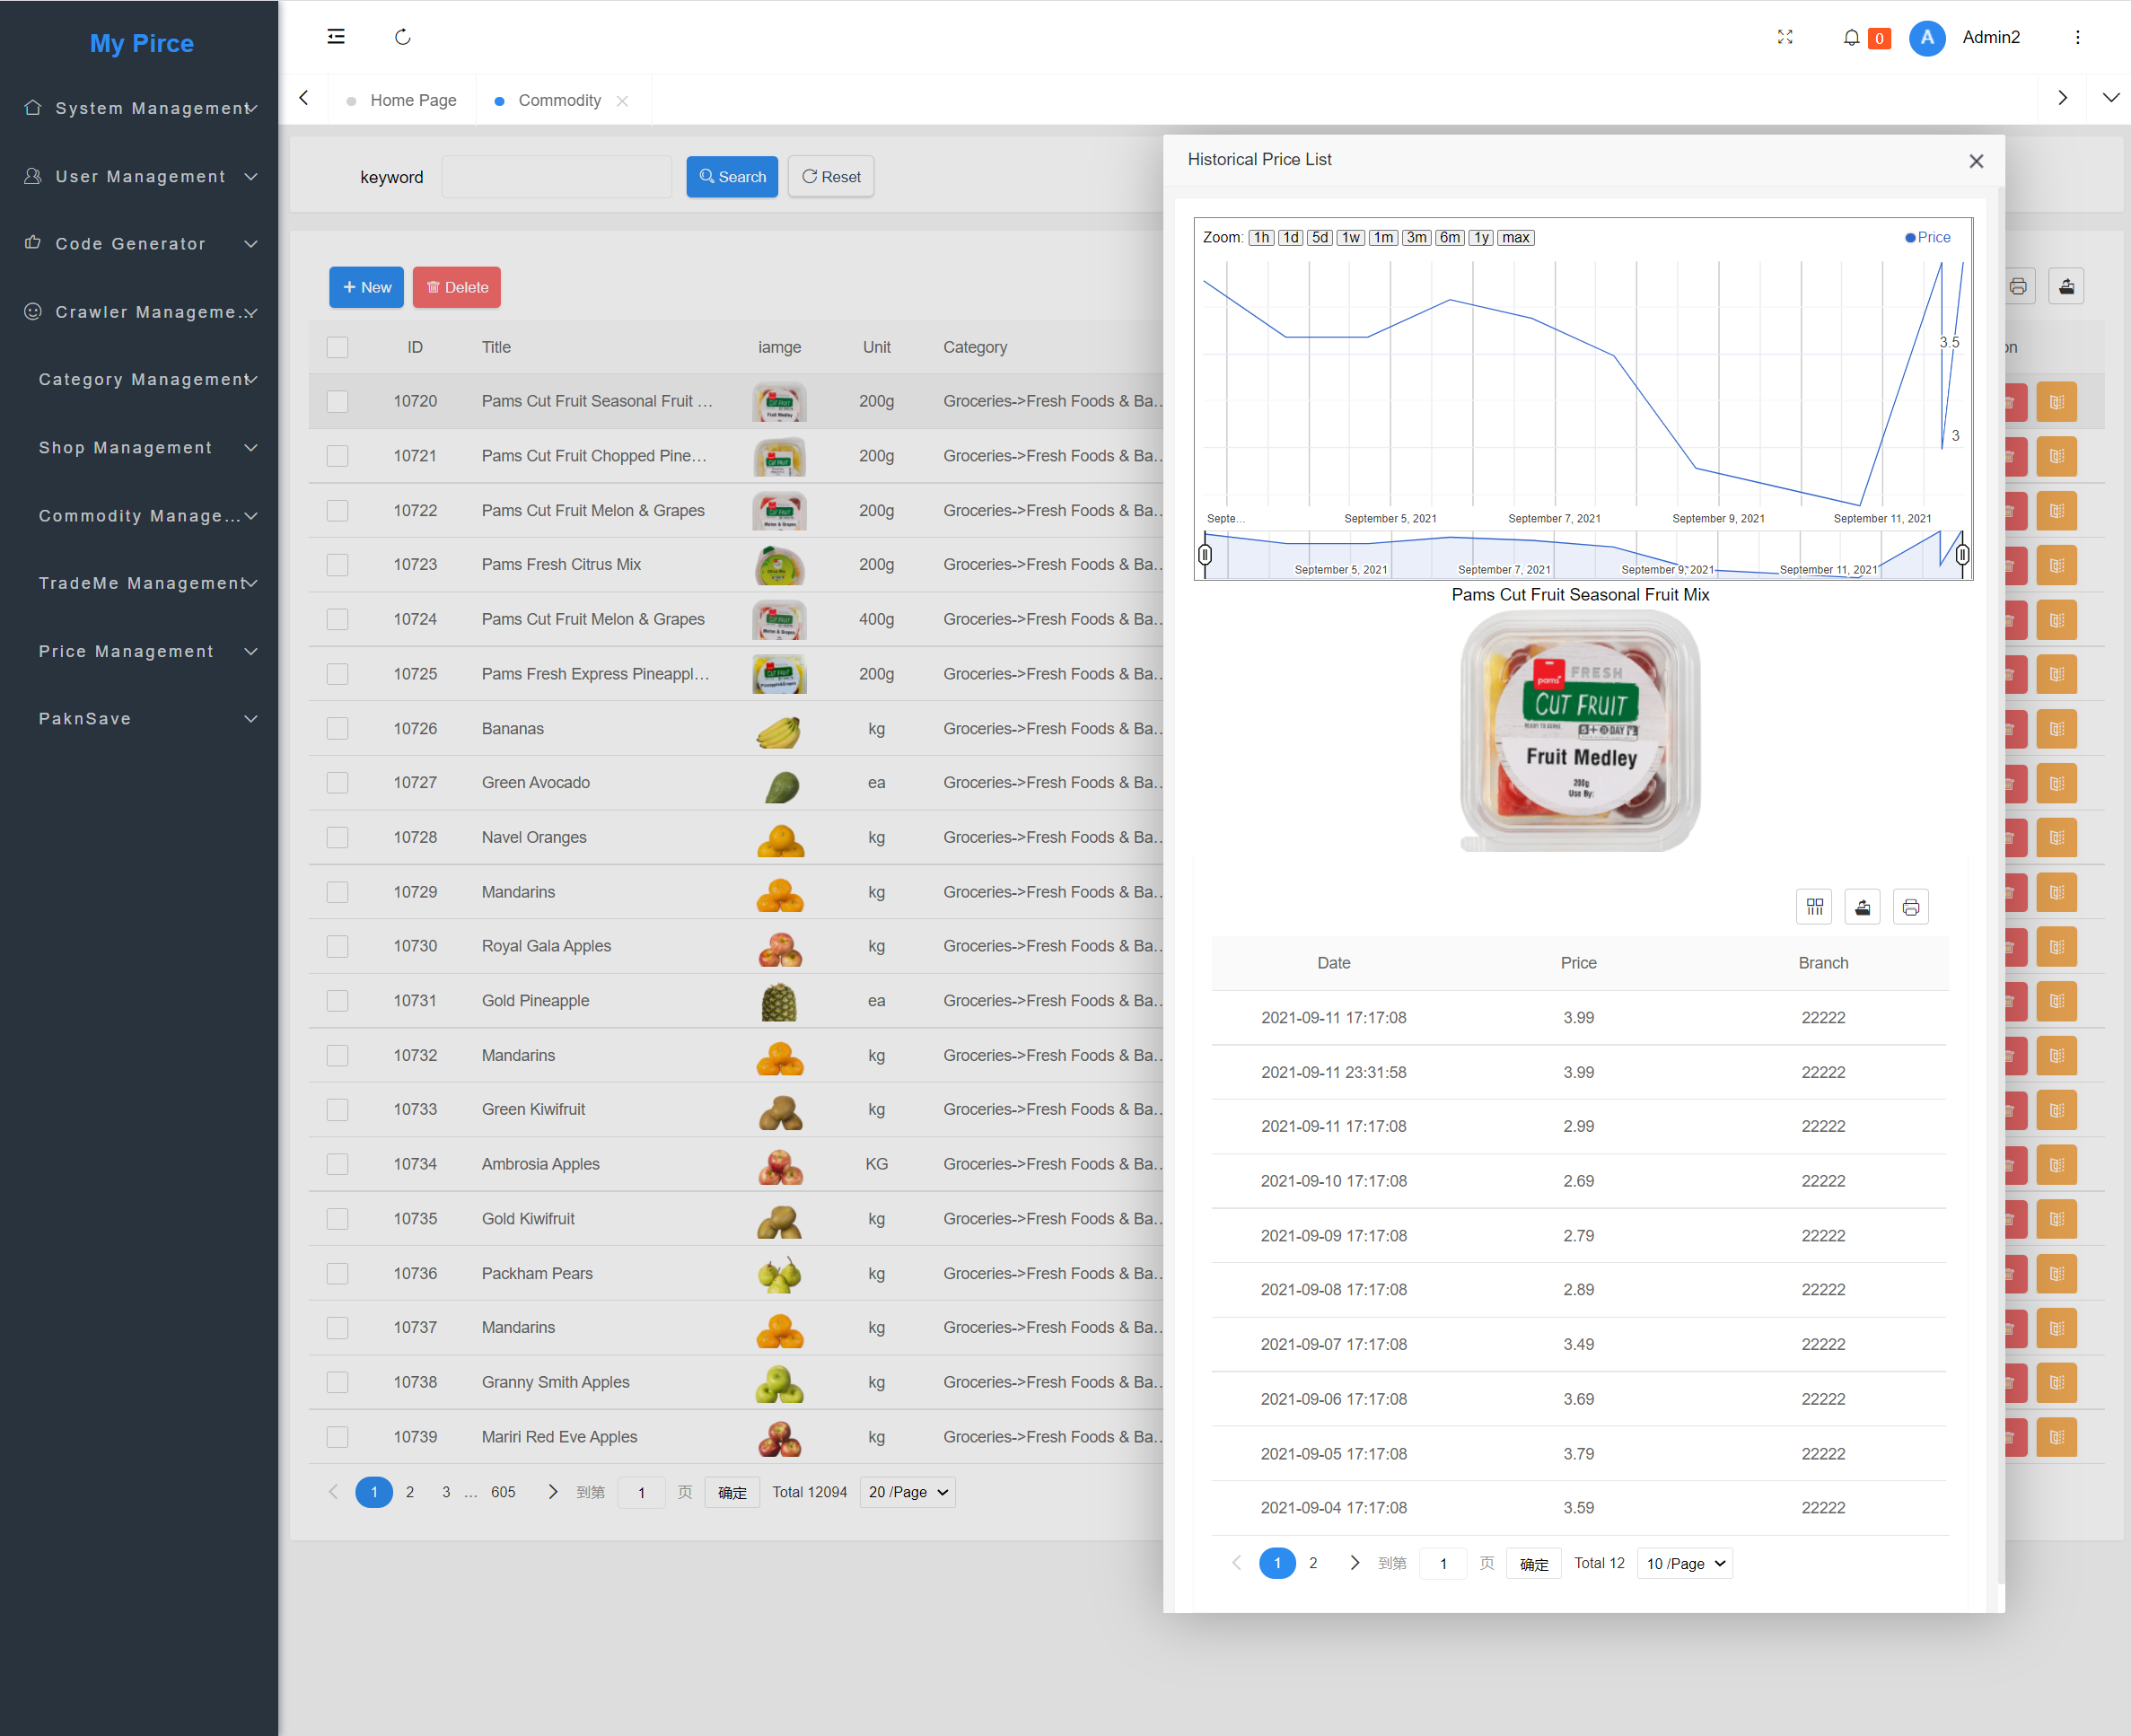 My Pirce
System Management
User Management
Code Generator
Crawler Manageme...
Category Management
Shop Management
Commodity Manage...
TradeMe Management
Price Management
PaknSave
0 A Admin2
Home Page Commodity
keyword Search Reset
New Delete
ID Title iamge Unit Category
10720 Pams Cut Fruit Seasonal Fruit ... 200g Groceries->Fresh Foods & Ba...
10721 Pams Cut Fruit Chopped Pine... 200g Groceries->Fresh Foods & Ba...
10722 Pams Cut Fruit Melon & Grapes 200g Groceries->Fresh Foods & Ba...
10723 Pams Fresh Citrus Mix 200g Groceries->Fresh Foods & Ba...
10724 Pams Cut Fruit Melon & Grapes 400g Groceries->Fresh Foods & Ba...
10725 Pams Fresh Express Pineappl... 200g Groceries->Fresh Foods & Ba...
10726 Bananas kg Groceries->Fresh Foods & Ba...
10727 Green Avocado ea Groceries->Fresh Foods & Ba...
10728 Navel Oranges kg Groceries->Fresh Foods & Ba...
10729 Mandarins kg Groceries->Fresh Foods & Ba...
10730 Royal Gala Apples kg Groceries->Fresh Foods & Ba...
10731 Gold Pineapple ea Groceries->Fresh Foods & Ba...
10732 Mandarins kg Groceries->Fresh Foods & Ba...
10733 Green Kiwifruit kg Groceries->Fresh Foods & Ba...
10734 Ambrosia Apples KG Groceries->Fresh Foods & Ba...
10735 Gold Kiwifruit kg Groceries->Fresh Foods & Ba...
10736 Packham Pears kg Groceries->Fresh Foods & Ba...
10737 Mandarins kg Groceries->Fresh Foods & Ba...
10738 Granny Smith Apples kg Groceries->Fresh Foods & Ba...
10739 Mariri Red Eve Apples kg Groceries->Fresh Foods & Ba...
1 2 3 ... 605 到第 1 页 确定 Total 12094 20 /Page
Historical Price List
Zoom: 1h 1d 5d 1w 1m 3m 6m 1y max Price
3.5
3
Septe... September 5, 2021 September 7, 2021 September 9, 2021 September 11, 2021
September 5, 2021 September 7, 2021 September 9, 2021 September 11, 2021
Pams Cut Fruit Seasonal Fruit Mix
FRESH
pams
CUT FRUIT
READY TO SERVE 5+ A DAY
Fruit Medley
200g
Use By:
Date Price Branch
2021-09-11 17:17:08 3.99 22222
2021-09-11 23:31:58 3.99 22222
2021-09-11 17:17:08 2.99 22222
2021-09-10 17:17:08 2.69 22222
2021-09-09 17:17:08 2.79 22222
2021-09-08 17:17:08 2.89 22222
2021-09-07 17:17:08 3.49 22222
2021-09-06 17:17:08 3.69 22222
2021-09-05 17:17:08 3.79 22222
2021-09-04 17:17:08 3.59 22222
1 2 到第 1 页 确定 Total 12 10 /Page
on